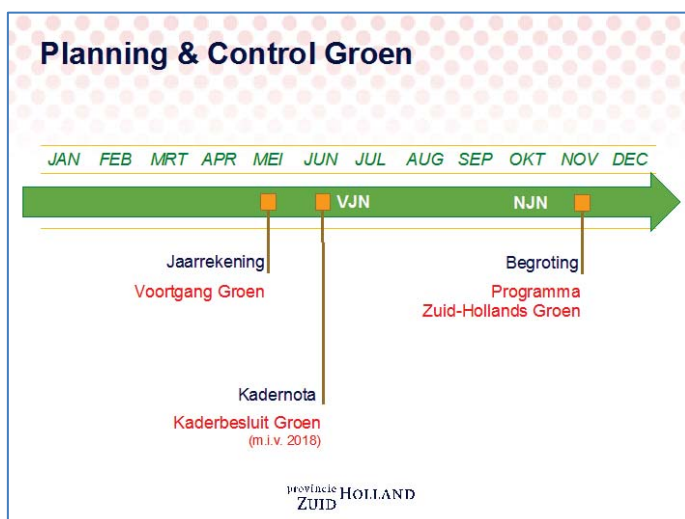 Planning & Control Groen
JAN FEB MRT APR MEI JUN JUL AUG SEP OKT NOV DEC
VJN NJN
Jaarrekening
Voortgang Groen
Begroting
Programma
Zuid-Hollands Groen
Kadernota
Kaderbesluit Groen
(m.i.v. 2018)
provincie HOLLAND
ZUID